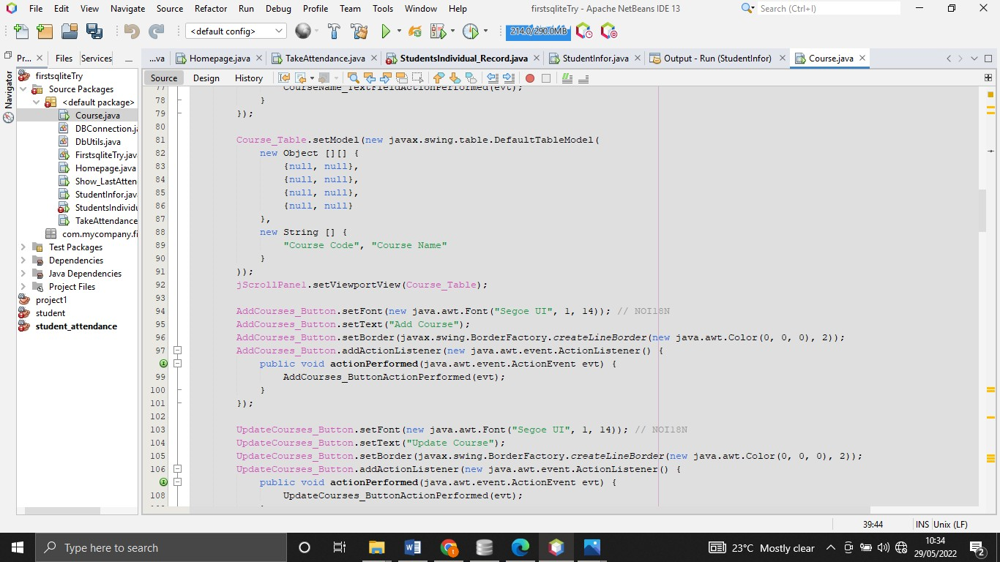 File Edit View Navigate Source Refactor Run Debug Profile Team Tools Window Help
firstsqliteTry - Apache NetBeans IDE 13
Search (Ctrl+I)
<default config>
214.0/290.0MB
Pr... Files Services
...va Homepage.java TakeAttendance.java StudentsIndividual_Record.java StudentInfor.java Output - Run (StudentInfor) Course.java
Navigator
Source Design History
firstsqliteTry
Source Packages
<default package>
Course.java
DBConnection.j
DbUtils.java
FirstsqliteTry.jav
Homepage.java
Show_LastAtten
StudentInfor.jav
StudentsIndivid
TakeAttendance
com.mycompany.fi
Test Packages
Dependencies
Java Dependencies
Project Files
project1
student
student_attendance
77 CourseName_TextFieldActionPerformed(evt);
78 }
79 });
80
81 Course_Table.setModel(new javax.swing.table.DefaultTableModel(
82 new Object [][] {
83 {null, null},
84 {null, null},
85 {null, null},
86 {null, null}
87 },
88 new String [] {
89 "Course Code", "Course Name"
90 }
91 ));
92 jScrollPane1.setViewportView(Course_Table);
93
94 AddCourses_Button.setFont(new java.awt.Font("Segoe UI", 1, 14)); // NOI18N
95 AddCourses_Button.setText("Add Course");
96 AddCourses_Button.setBorder(javax.swing.BorderFactory.createLineBorder(new java.awt.Color(0, 0, 0), 2));
97 AddCourses_Button.addActionListener(new java.awt.event.ActionListener() {
public void actionPerformed(java.awt.event.ActionEvent evt) {
99 AddCourses_ButtonActionPerformed(evt);
100 }
101 });
102
103 UpdateCourses_Button.setFont(new java.awt.Font("Segoe UI", 1, 14)); // NOI18N
104 UpdateCourses_Button.setText("Update Course");
105 UpdateCourses_Button.setBorder(javax.swing.BorderFactory.createLineBorder(new java.awt.Color(0, 0, 0), 2));
106 UpdateCourses_Button.addActionListener(new java.awt.event.ActionListener() {
public void actionPerformed(java.awt.event.ActionEvent evt) {
108 UpdateCourses_ButtonActionPerformed(evt);
39:44 INS Unix (LF)
Type here to search
23°C Mostly clear
10:34
29/05/2022
2